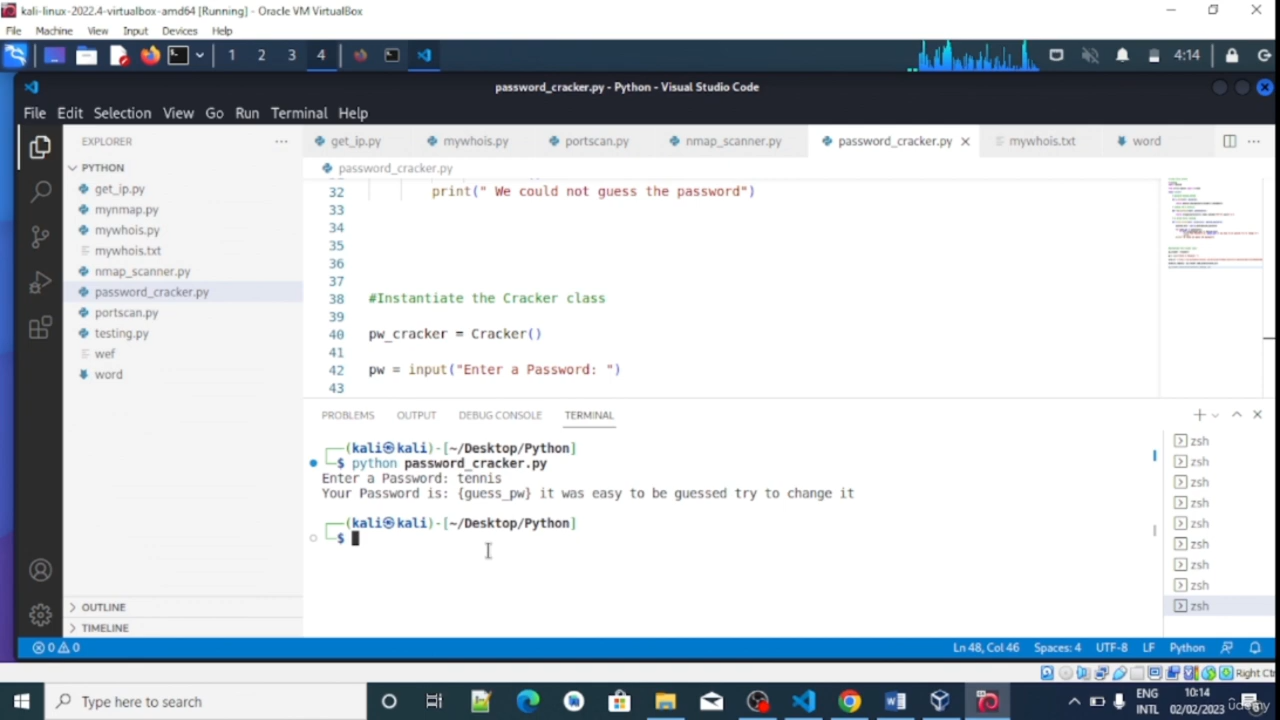 kali-linux-2022.4-virtualbox-amd64 [Running] - Oracle VM VirtualBox
File Machine View Input Devices Help
1 2 3 4 4:14
password_cracker.py - Python - Visual Studio Code
File Edit Selection View Go Run Terminal Help
EXPLORER
get_ip.py mywhois.py portscan.py nmap_scanner.py password_cracker.py mywhois.txt word
PYTHON
get_ip.py
mynmap.py
mywhois.py
mywhois.txt
nmap_scanner.py
password_cracker.py
portscan.py
testing.py
wef
word
OUTLINE
TIMELINE
password_cracker.py
32 print(" We could not guess the password")
33
34
35
36
37
38 #Instantiate the Cracker class
39
40 pw_cracker = Cracker()
41
42 pw = input("Enter a Password: ")
43
PROBLEMS OUTPUT DEBUG CONSOLE TERMINAL
(kali㉿kali)-[~/Desktop/Python]
$ python password_cracker.py
Enter a Password: tennis
Your Password is: {guess_pw} it was easy to be guessed try to change it
(kali㉿kali)-[~/Desktop/Python]
$
zsh
zsh
zsh
zsh
zsh
zsh
zsh
zsh
zsh
0 0 Ln 48, Col 46 Spaces: 4 UTF-8 LF Python
Right Ct
Type here to search
ENG
INTL
10:14
02/02/2023
udemy